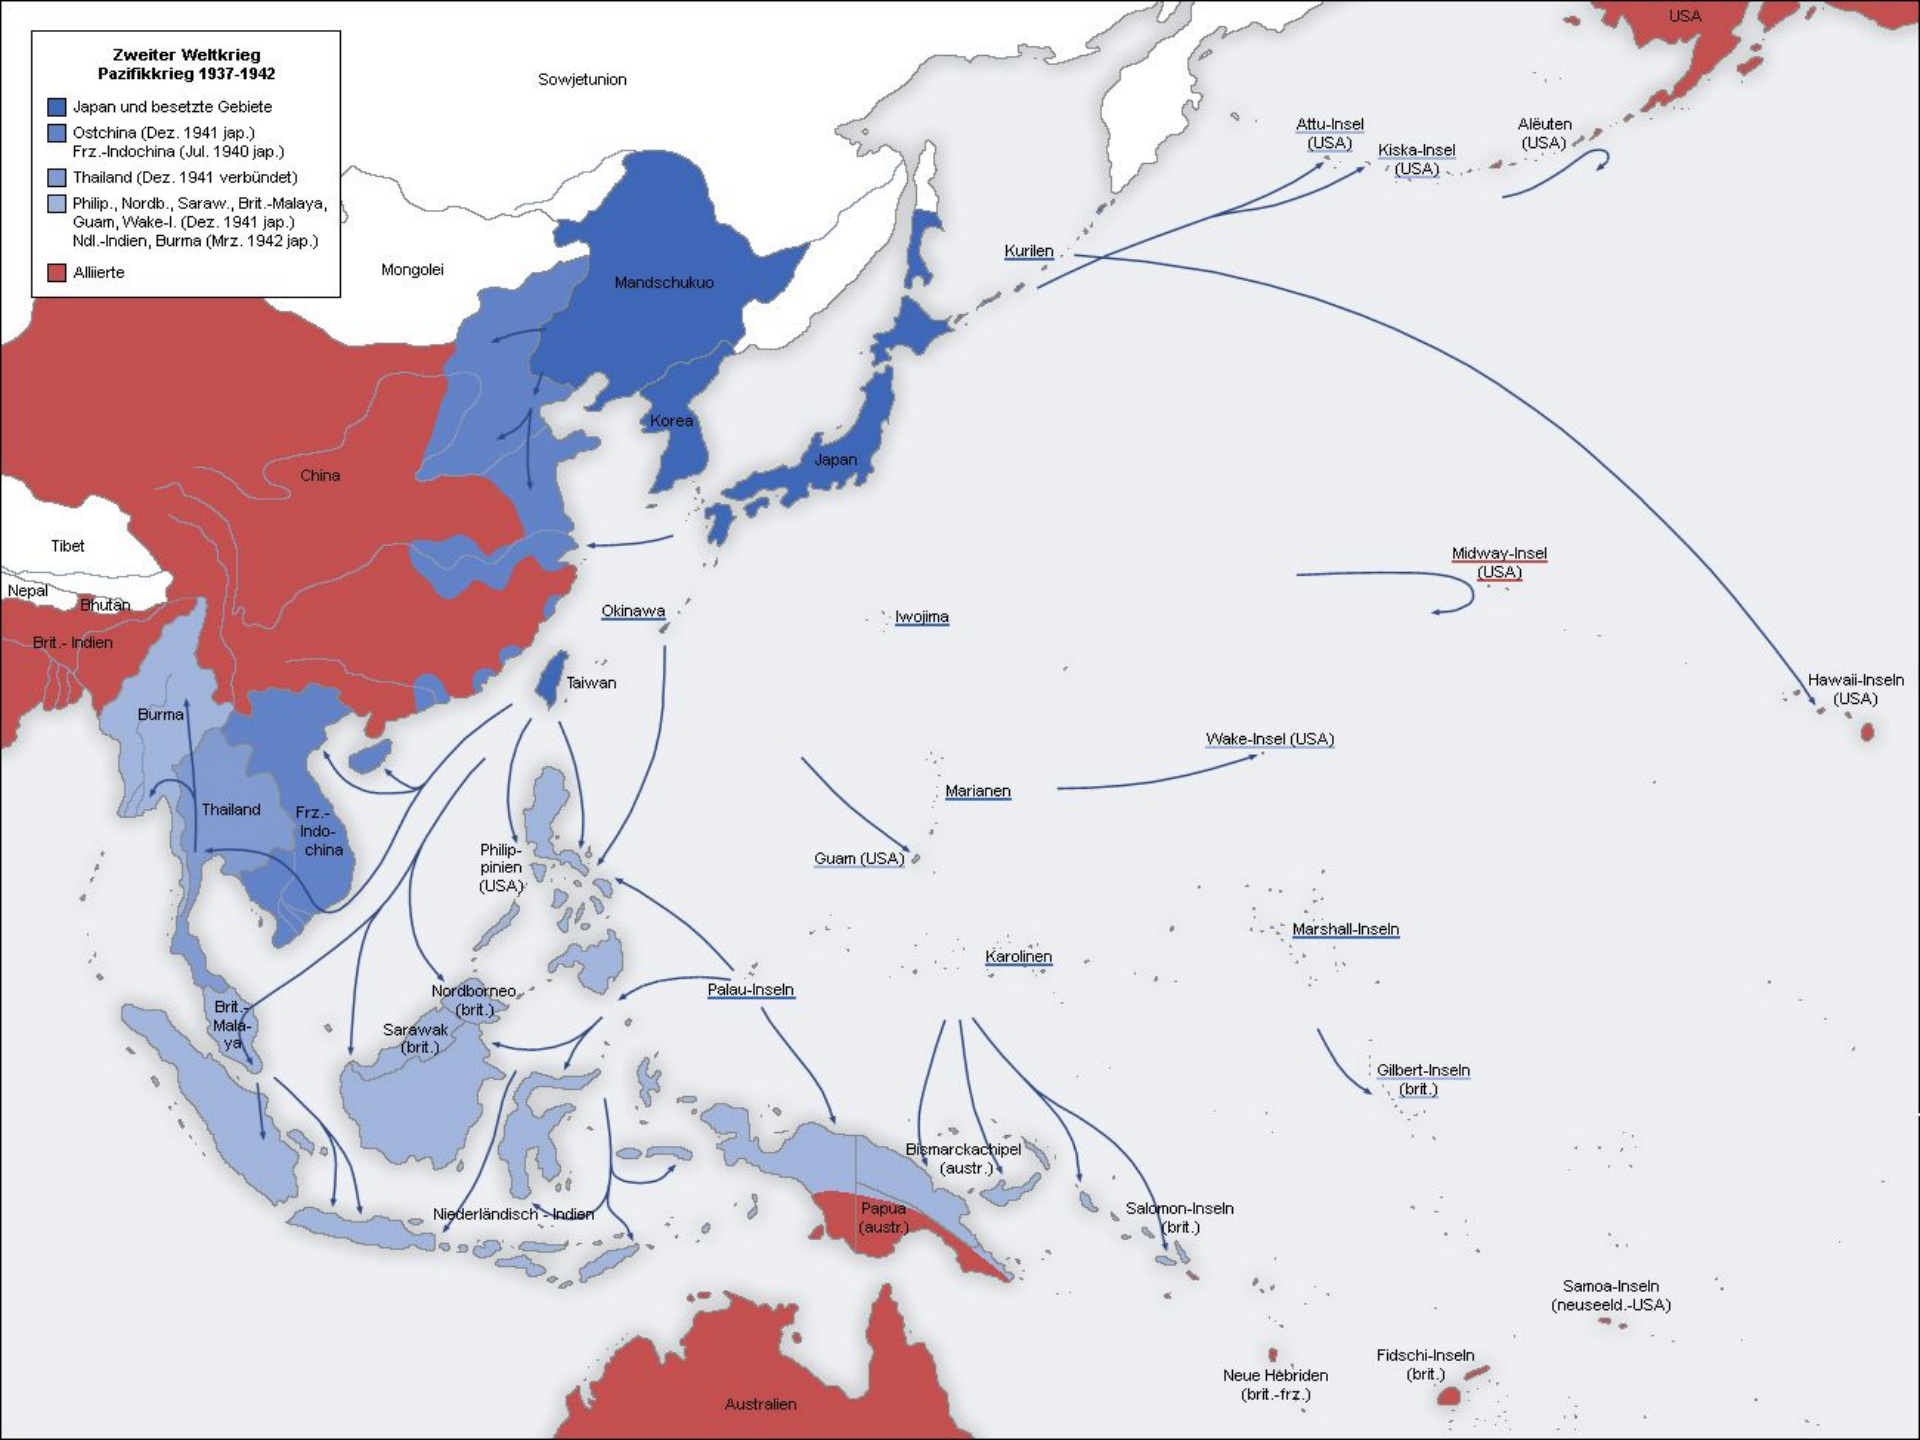 Zweiter Weltkrieg
Pazifikkrieg 1937-1942
Japan und besetzte Gebiete
Ostchina (Dez. 1941 jap.)
Frz.-Indochina (Jul. 1940 jap.)
Thailand (Dez. 1941 verbündet)
Philip., Nordb., Saraw., Brit.-Malaya,
Guam, Wake-I. (Dez. 1941 jap.)
Ndl.-Indien, Burma (Mrz. 1942 jap.)
Alliierte
USA
Sowjetunion
Attu-Insel
(USA)
Kiska-Insel
(USA)
Alëuten
(USA)
Kurilen
Mongolei
Mandschukuo
Korea
Japan
China
Tibet
Nepal
Bhutan
Brit.- Indien
Okinawa
Iwojima
Midway-Insel
(USA)
Taiwan
Hawaii-Inseln
(USA)
Burma
Wake-Insel (USA)
Marianen
Thailand
Frz.-
Indo-
china
Philip-
pinien
(USA)
Guam (USA)
Marshall-Inseln
Karolinen
Palau-Inseln
Nordborneo
(brit.)
Brit.-
Mala-
ya
Sarawak
(brit.)
Gilbert-Inseln
(brit.)
Bismarckachipel
(austr.)
Niederländisch - Indien
Papua
(austr.)
Salomon-Inseln
(brit.)
Samoa-Inseln
(neuseeld.-USA)
Neue Hebriden
(brit.-frz.)
Fidschi-Inseln
(brit.)
Australien